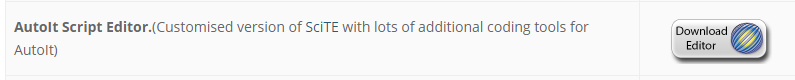 AutoIt Script Editor.(Customised version of SciTE with lots of additional coding tools for
AutoIt)
Download
Editor